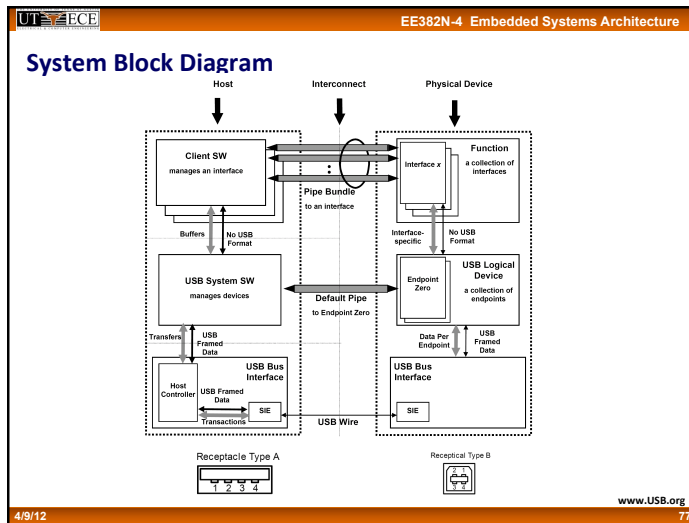 UT ECE
EE382N-4 Embedded Systems Architecture
System Block Diagram
Host
Interconnect
Physical Device
Client SW
manages an interface
Pipe Bundle
to an interface
Interface x
Function
a collection of
interfaces
Buffers
No USB
Format
Interface-
specific
No USB
Format
USB System SW
manages devices
Default Pipe
to Endpoint Zero
Endpoint
Zero
USB Logical
Device
a collection of
endpoints
Transfers
USB
Framed
Data
Data Per
Endpoint
USB
Framed
Data
USB Bus
Interface
Host
Controller
USB Framed
Data
Transactions
SIE
USB Wire
USB Bus
Interface
SIE
Receptacle Type A
1 2 3 4
Receptical Type B
2 1
3 4
www.USB.org
4/9/12
77